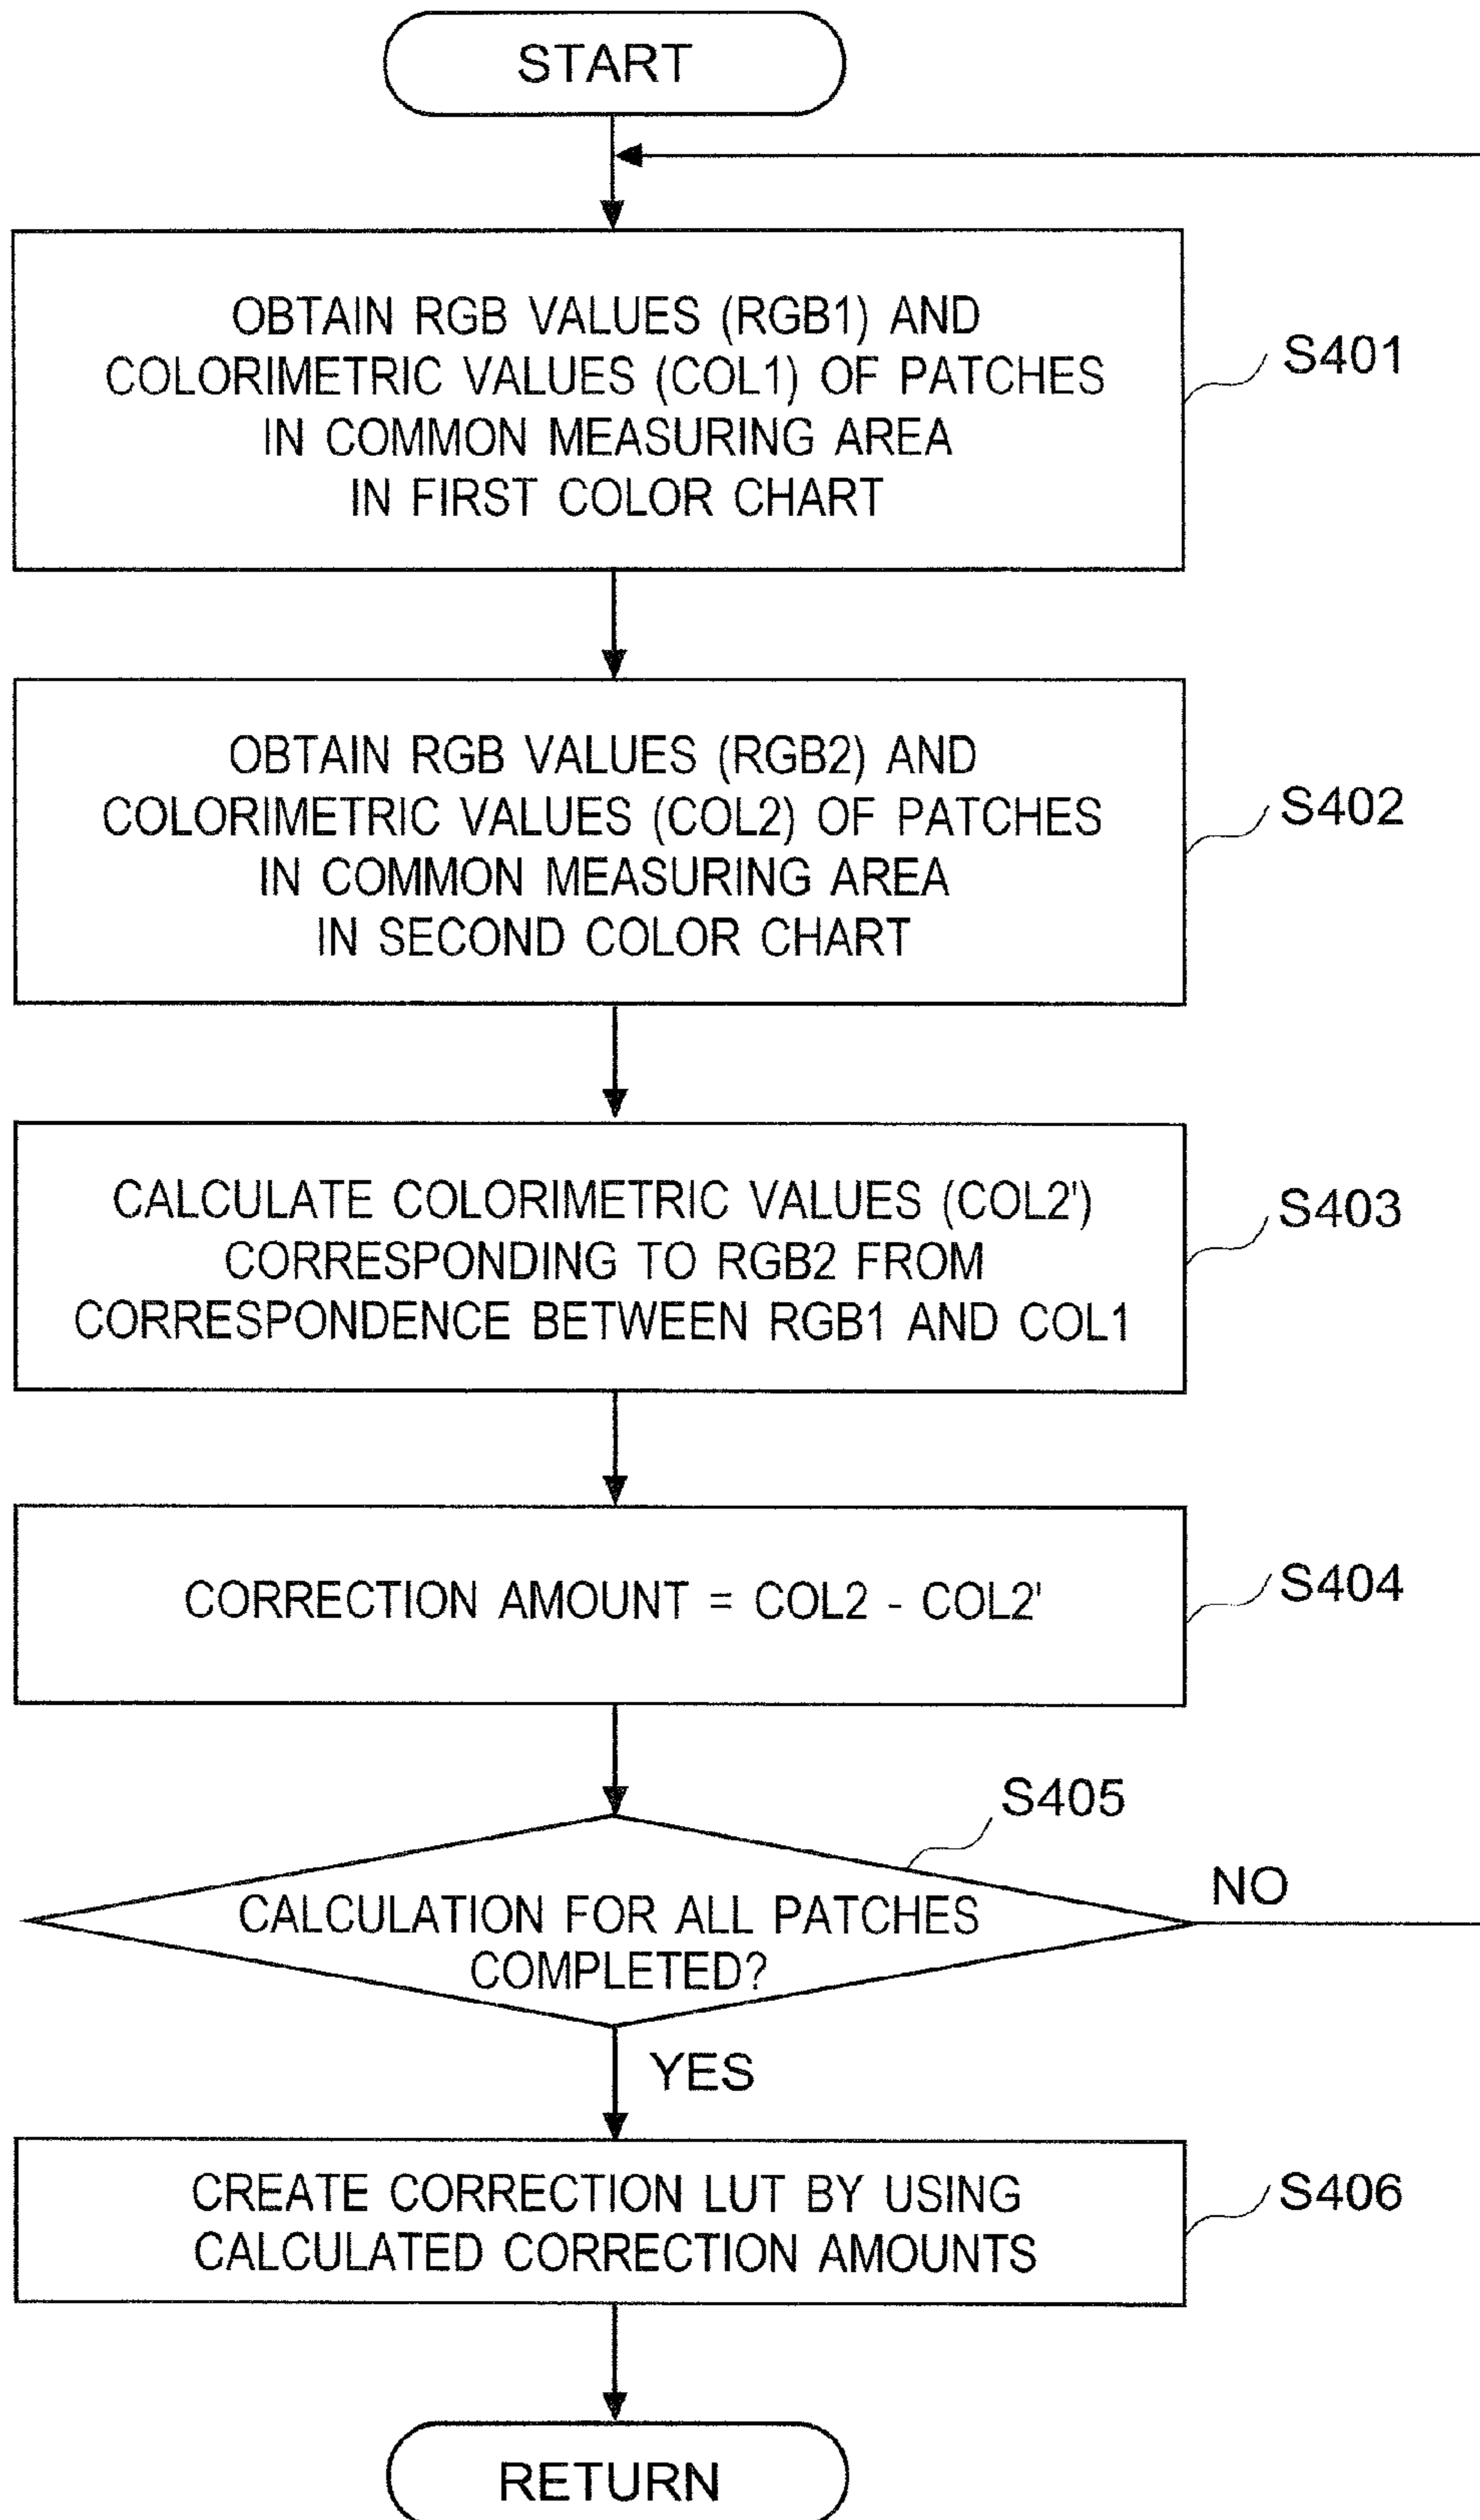 START
OBTAIN RGB VALUES (RGB1) AND
COLORIMETRIC VALUES (COL1) OF PATCHES
IN COMMON MEASURING AREA
IN FIRST COLOR CHART
S401
OBTAIN RGB VALUES (RGB2) AND
COLORIMETRIC VALUES (COL2) OF PATCHES
IN COMMON MEASURING AREA
IN SECOND COLOR CHART
S402
CALCULATE COLORIMETRIC VALUES (COL2')
CORRESPONDING TO RGB2 FROM
CORRESPONDENCE BETWEEN RGB1 AND COL1
S403
CORRECTION AMOUNT = COL2 - COL2'
S404
S405
CALCULATION FOR ALL PATCHES
COMPLETED?
NO
YES
CREATE CORRECTION LUT BY USING
CALCULATED CORRECTION AMOUNTS
S406
RETURN